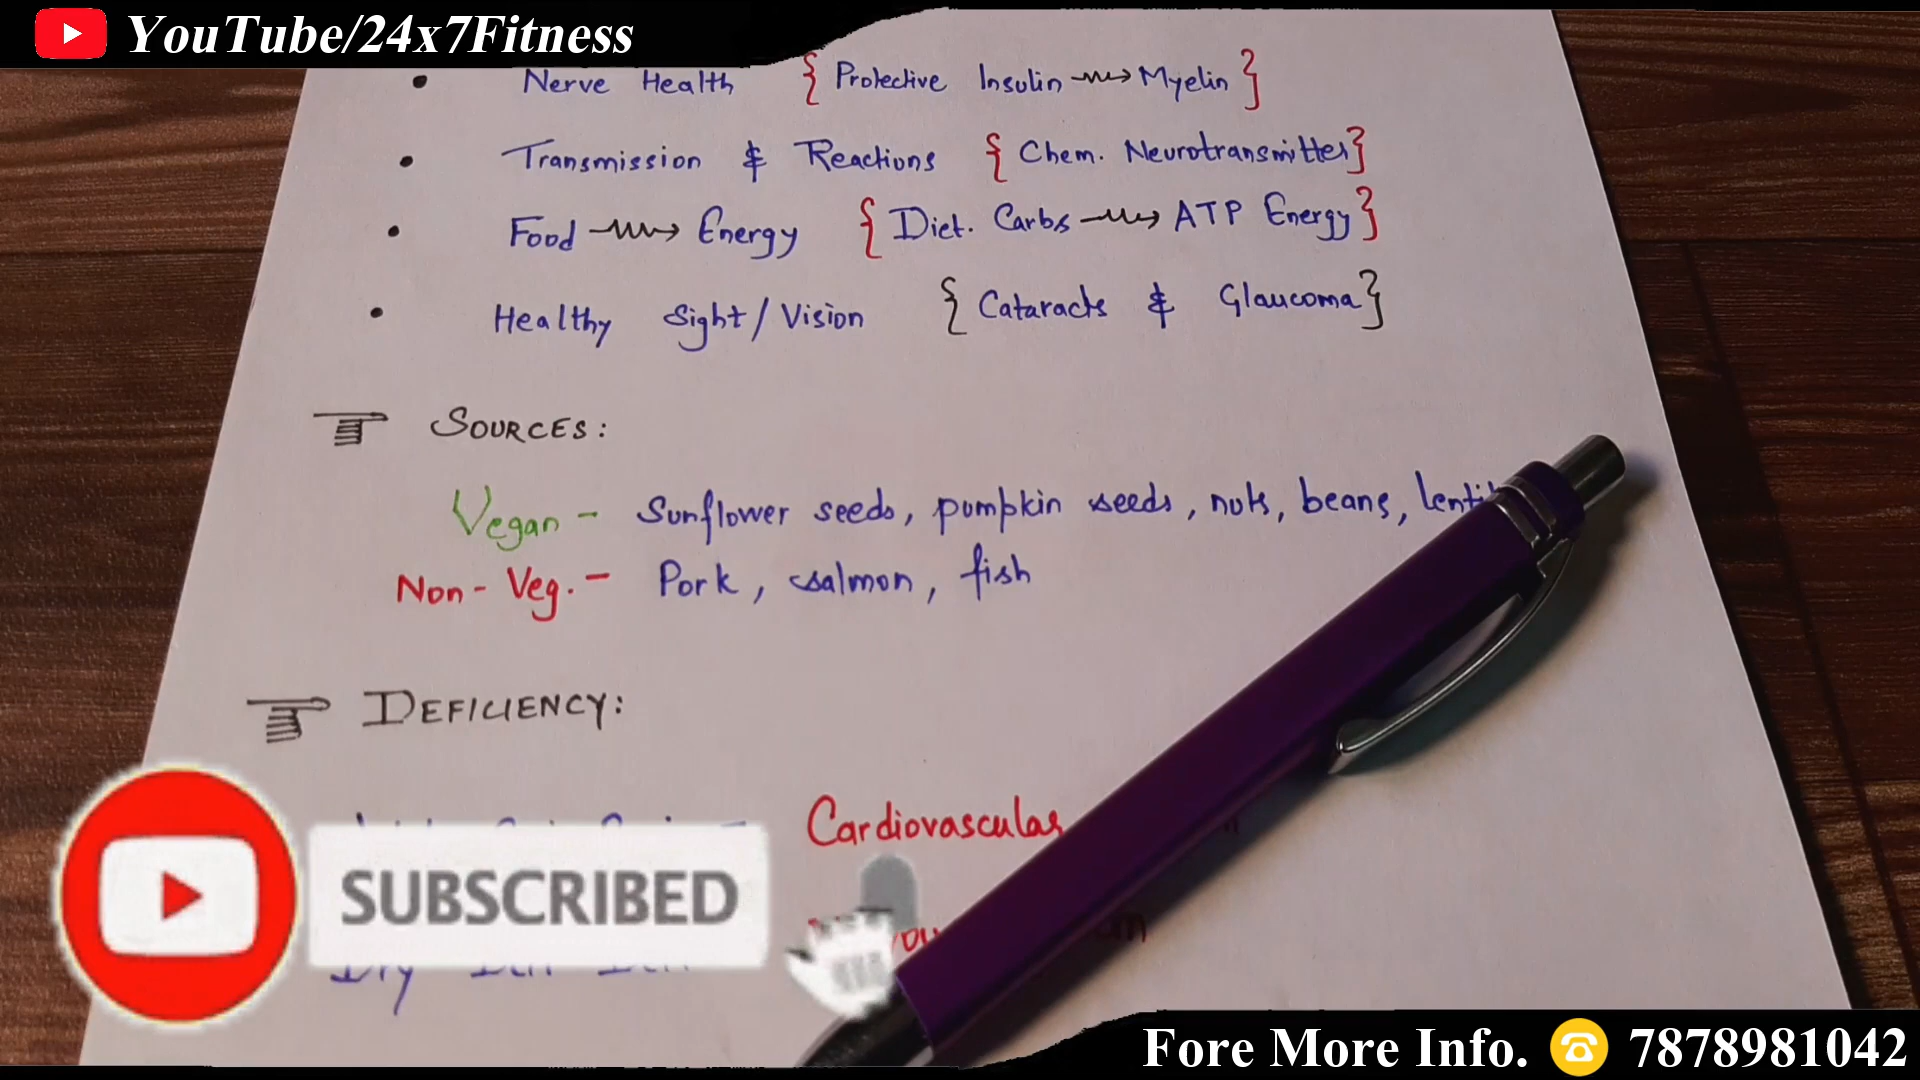 YouTube/24x7Fitness
• Nerve Health { Protective Insulin → Myelin }
• Transmission & Reactions { Chem. Neurotransmitter }
• Food → Energy { Diet. Carbs → ATP Energy }
• Healthy Sight/Vision { Cataracts & Glaucoma }
SOURCES:
Vegan - Sunflower seeds, pumpkin seeds, nuts, beans,
Non-Veg. - Pork, salmon, fish
DEFICIENCY:
Cardiovascular
SUBSCRIBED
Dry
Fore More Info. 7878981042